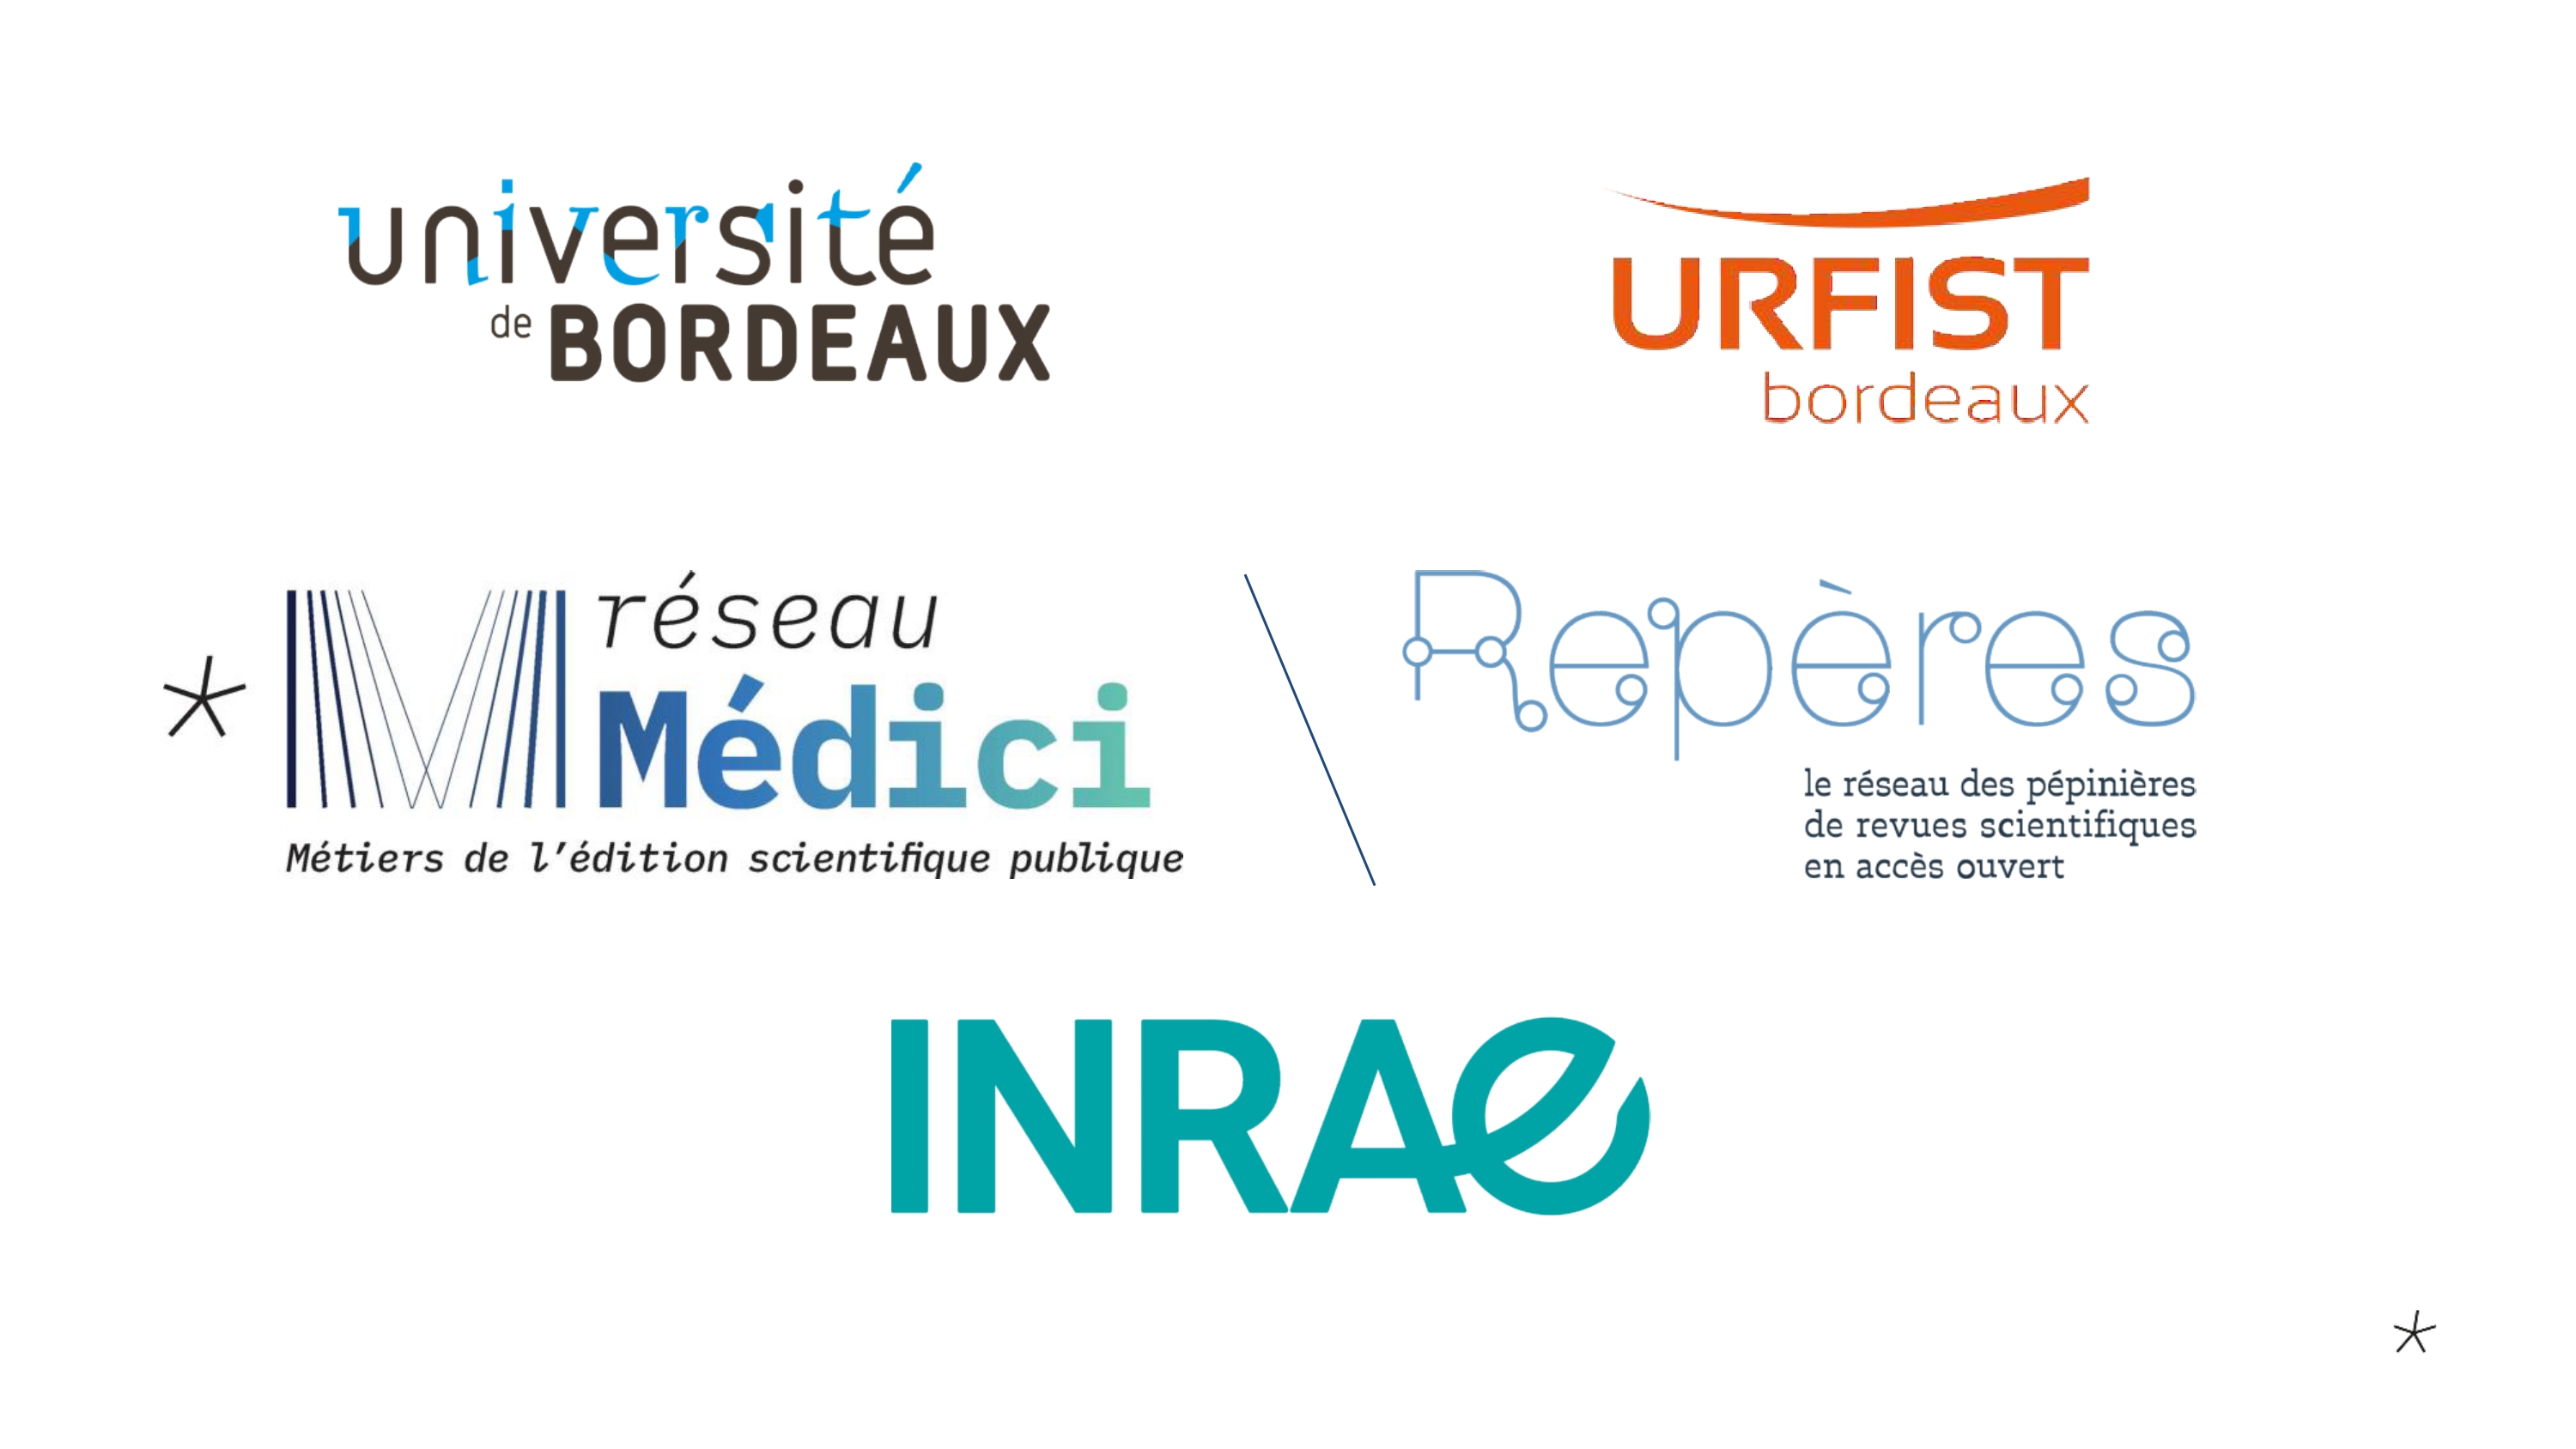 université
de BORDEAUX
URFIST
bordeaux
* réseau
Médici
Métiers de l'édition scientifique publique
Repères
le réseau des pépinières
de revues scientifiques
en accès ouvert
INRAe
*